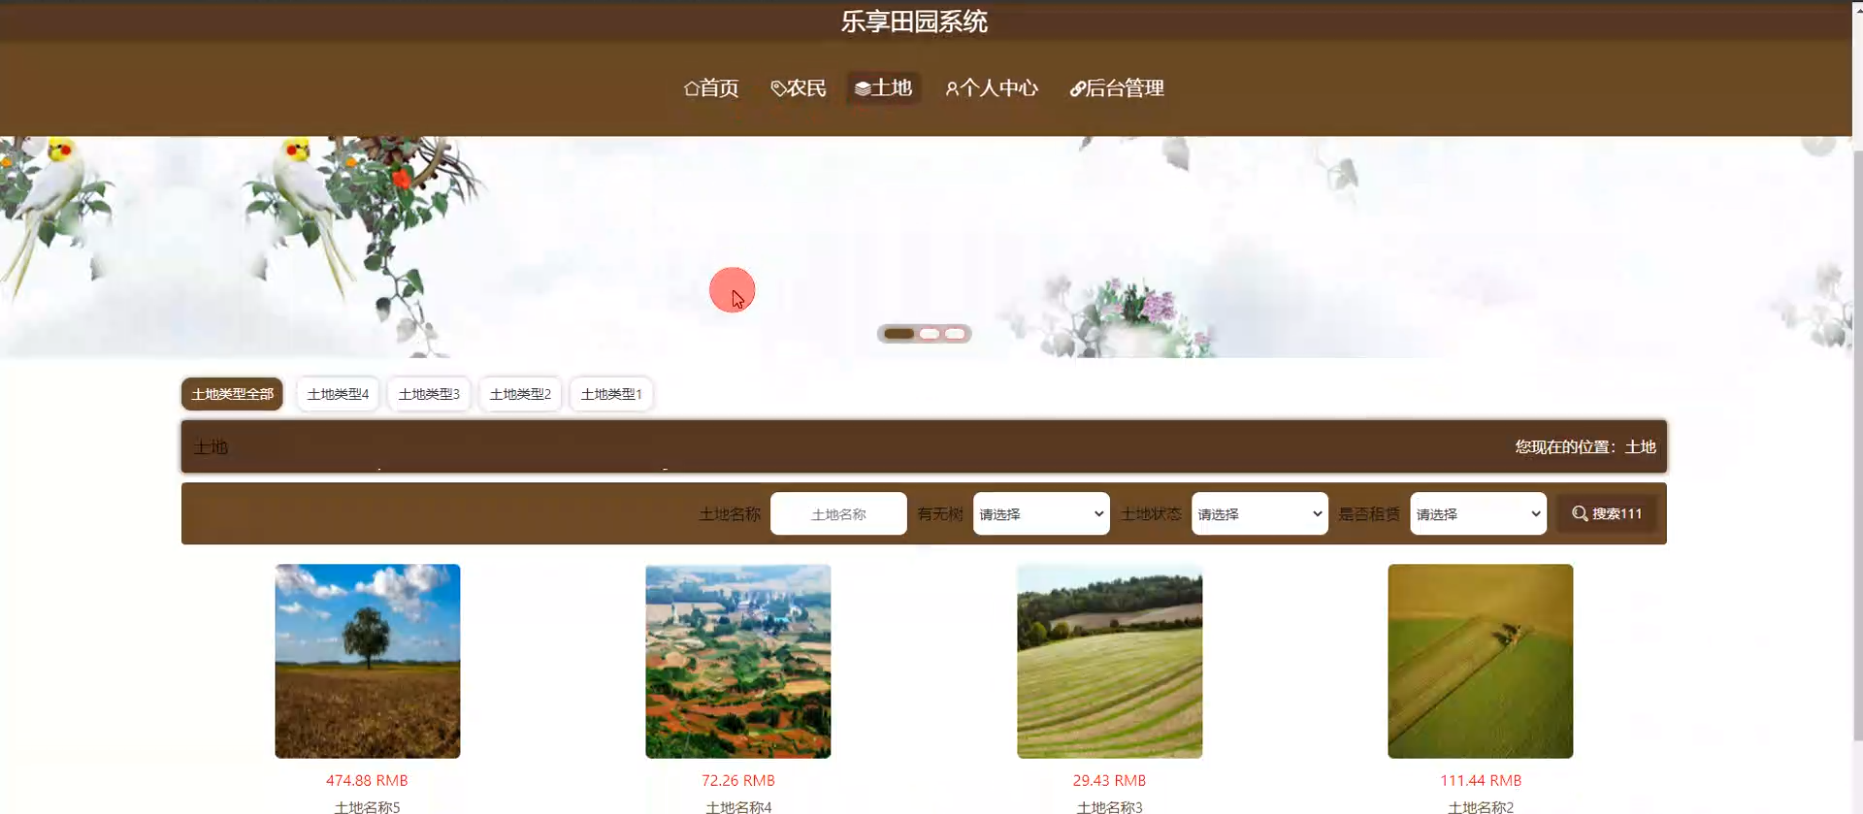 乐享田园系统
首页 农民 土地 个人中心 后台管理
土地类型全部 土地类型4 土地类型3 土地类型2 土地类型1
土地 您现在的位置：土地
土地名称 土地名称 有无树 请选择 土地状态 请选择 是否租赁 请选择 搜索111
474.88 RMB 72.26 RMB 29.43 RMB 111.44 RMB
土地名称5 土地名称4 土地名称3 土地名称2